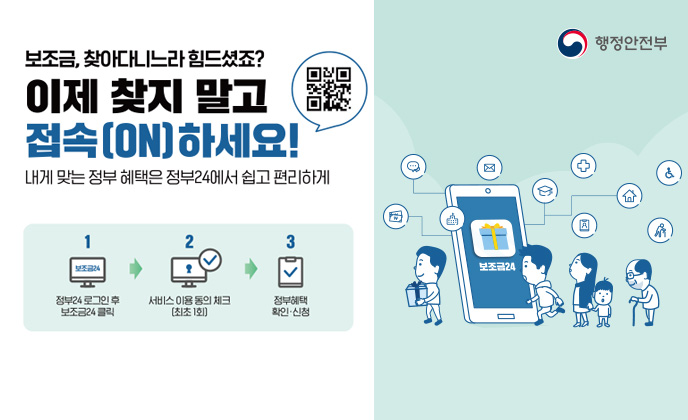 보조금, 찾아다니느라 힘드셨죠?
이제 찾지 말고
접속(ON)하세요!
내게 맞는 정부 혜택은 정부24에서 쉽고 편리하게
1
보조금24
정부24 로그인 후
보조금24 클릭
2
서비스 이용 동의 체크
(최초 1회)
3
정부혜택
확인·신청
행정안전부
보조금24